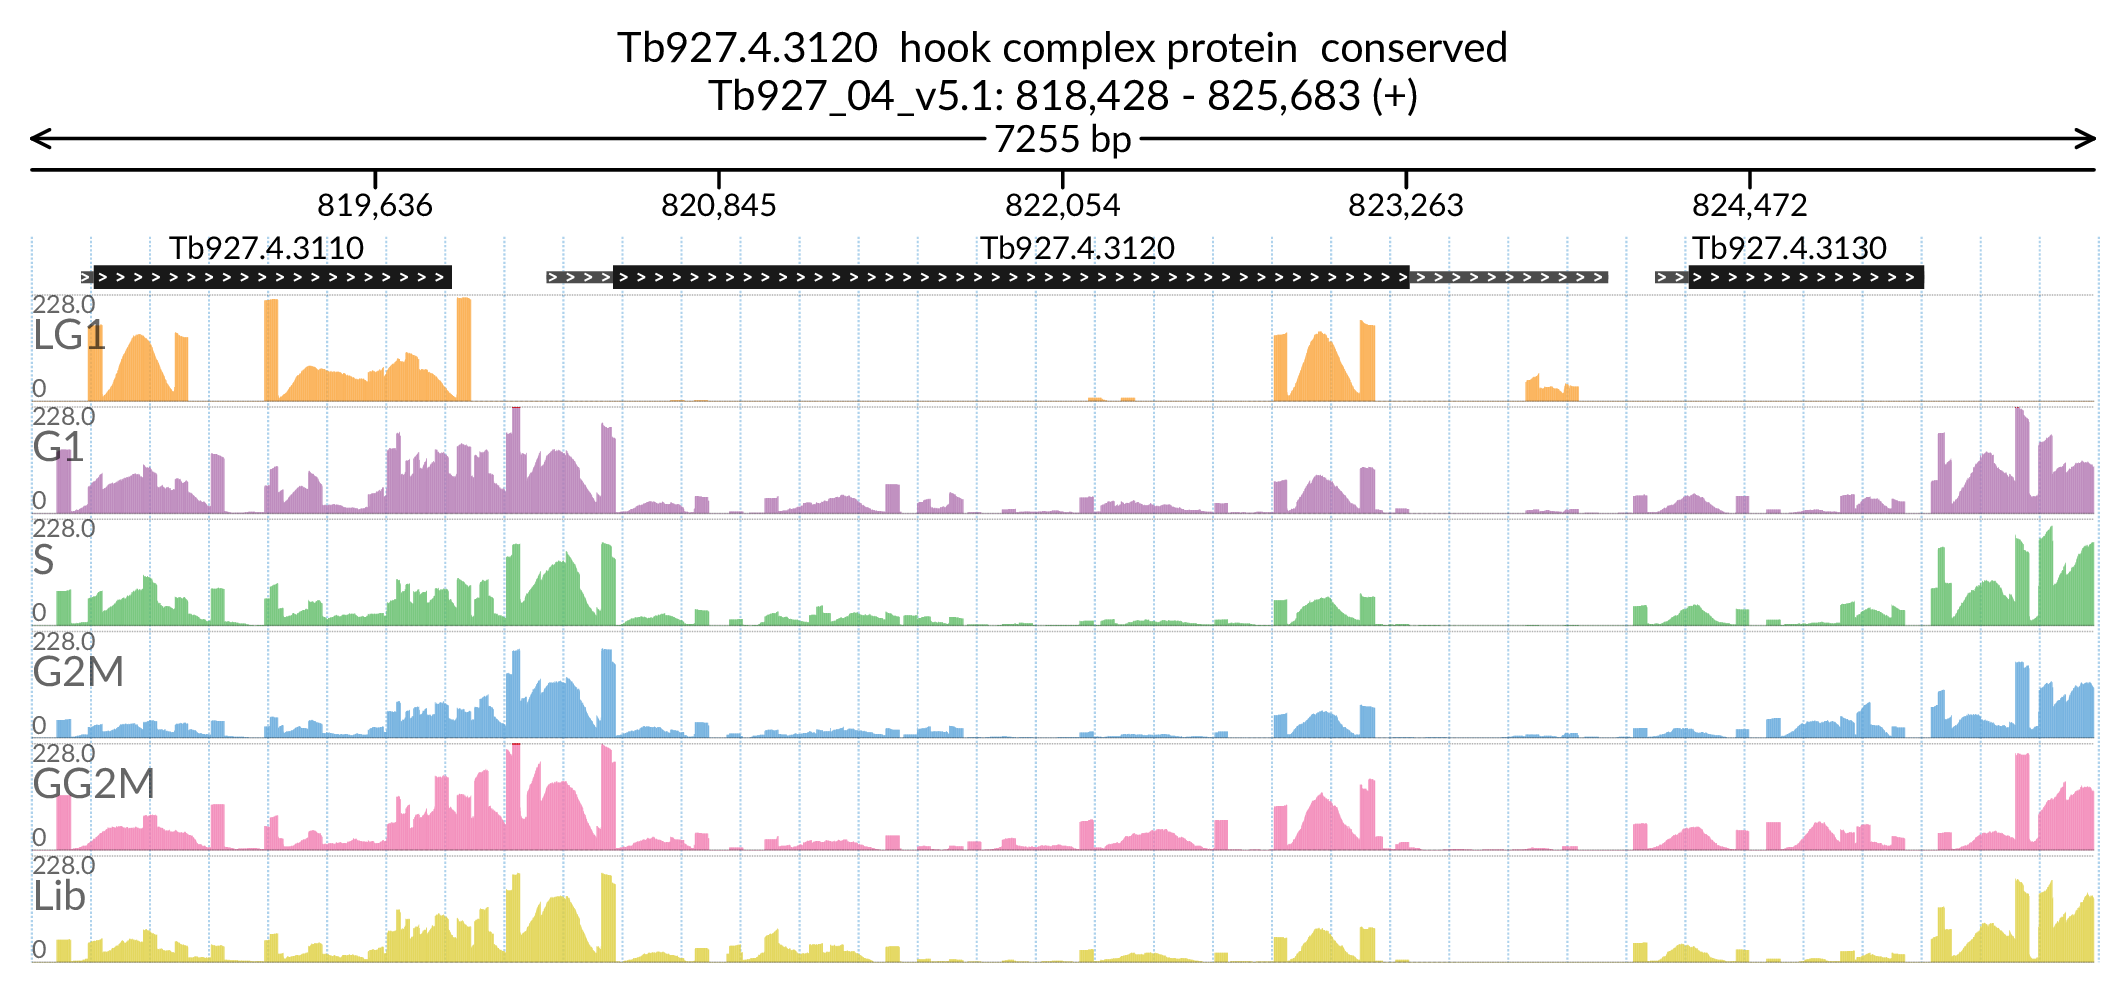 Tb927.4.3120 hook complex protein conserved
Tb927_04_v5.1: 818,428 - 825,683 (+)
7255 bp
819,636 820,845 822,054 823,263 824,472
Tb927.4.3110 Tb927.4.3120 Tb927.4.3130
228.0
LG1
0
228.0
G1
0
228.0
S
0
228.0
G2M
0
228.0
GG2M
0
228.0
Lib
0